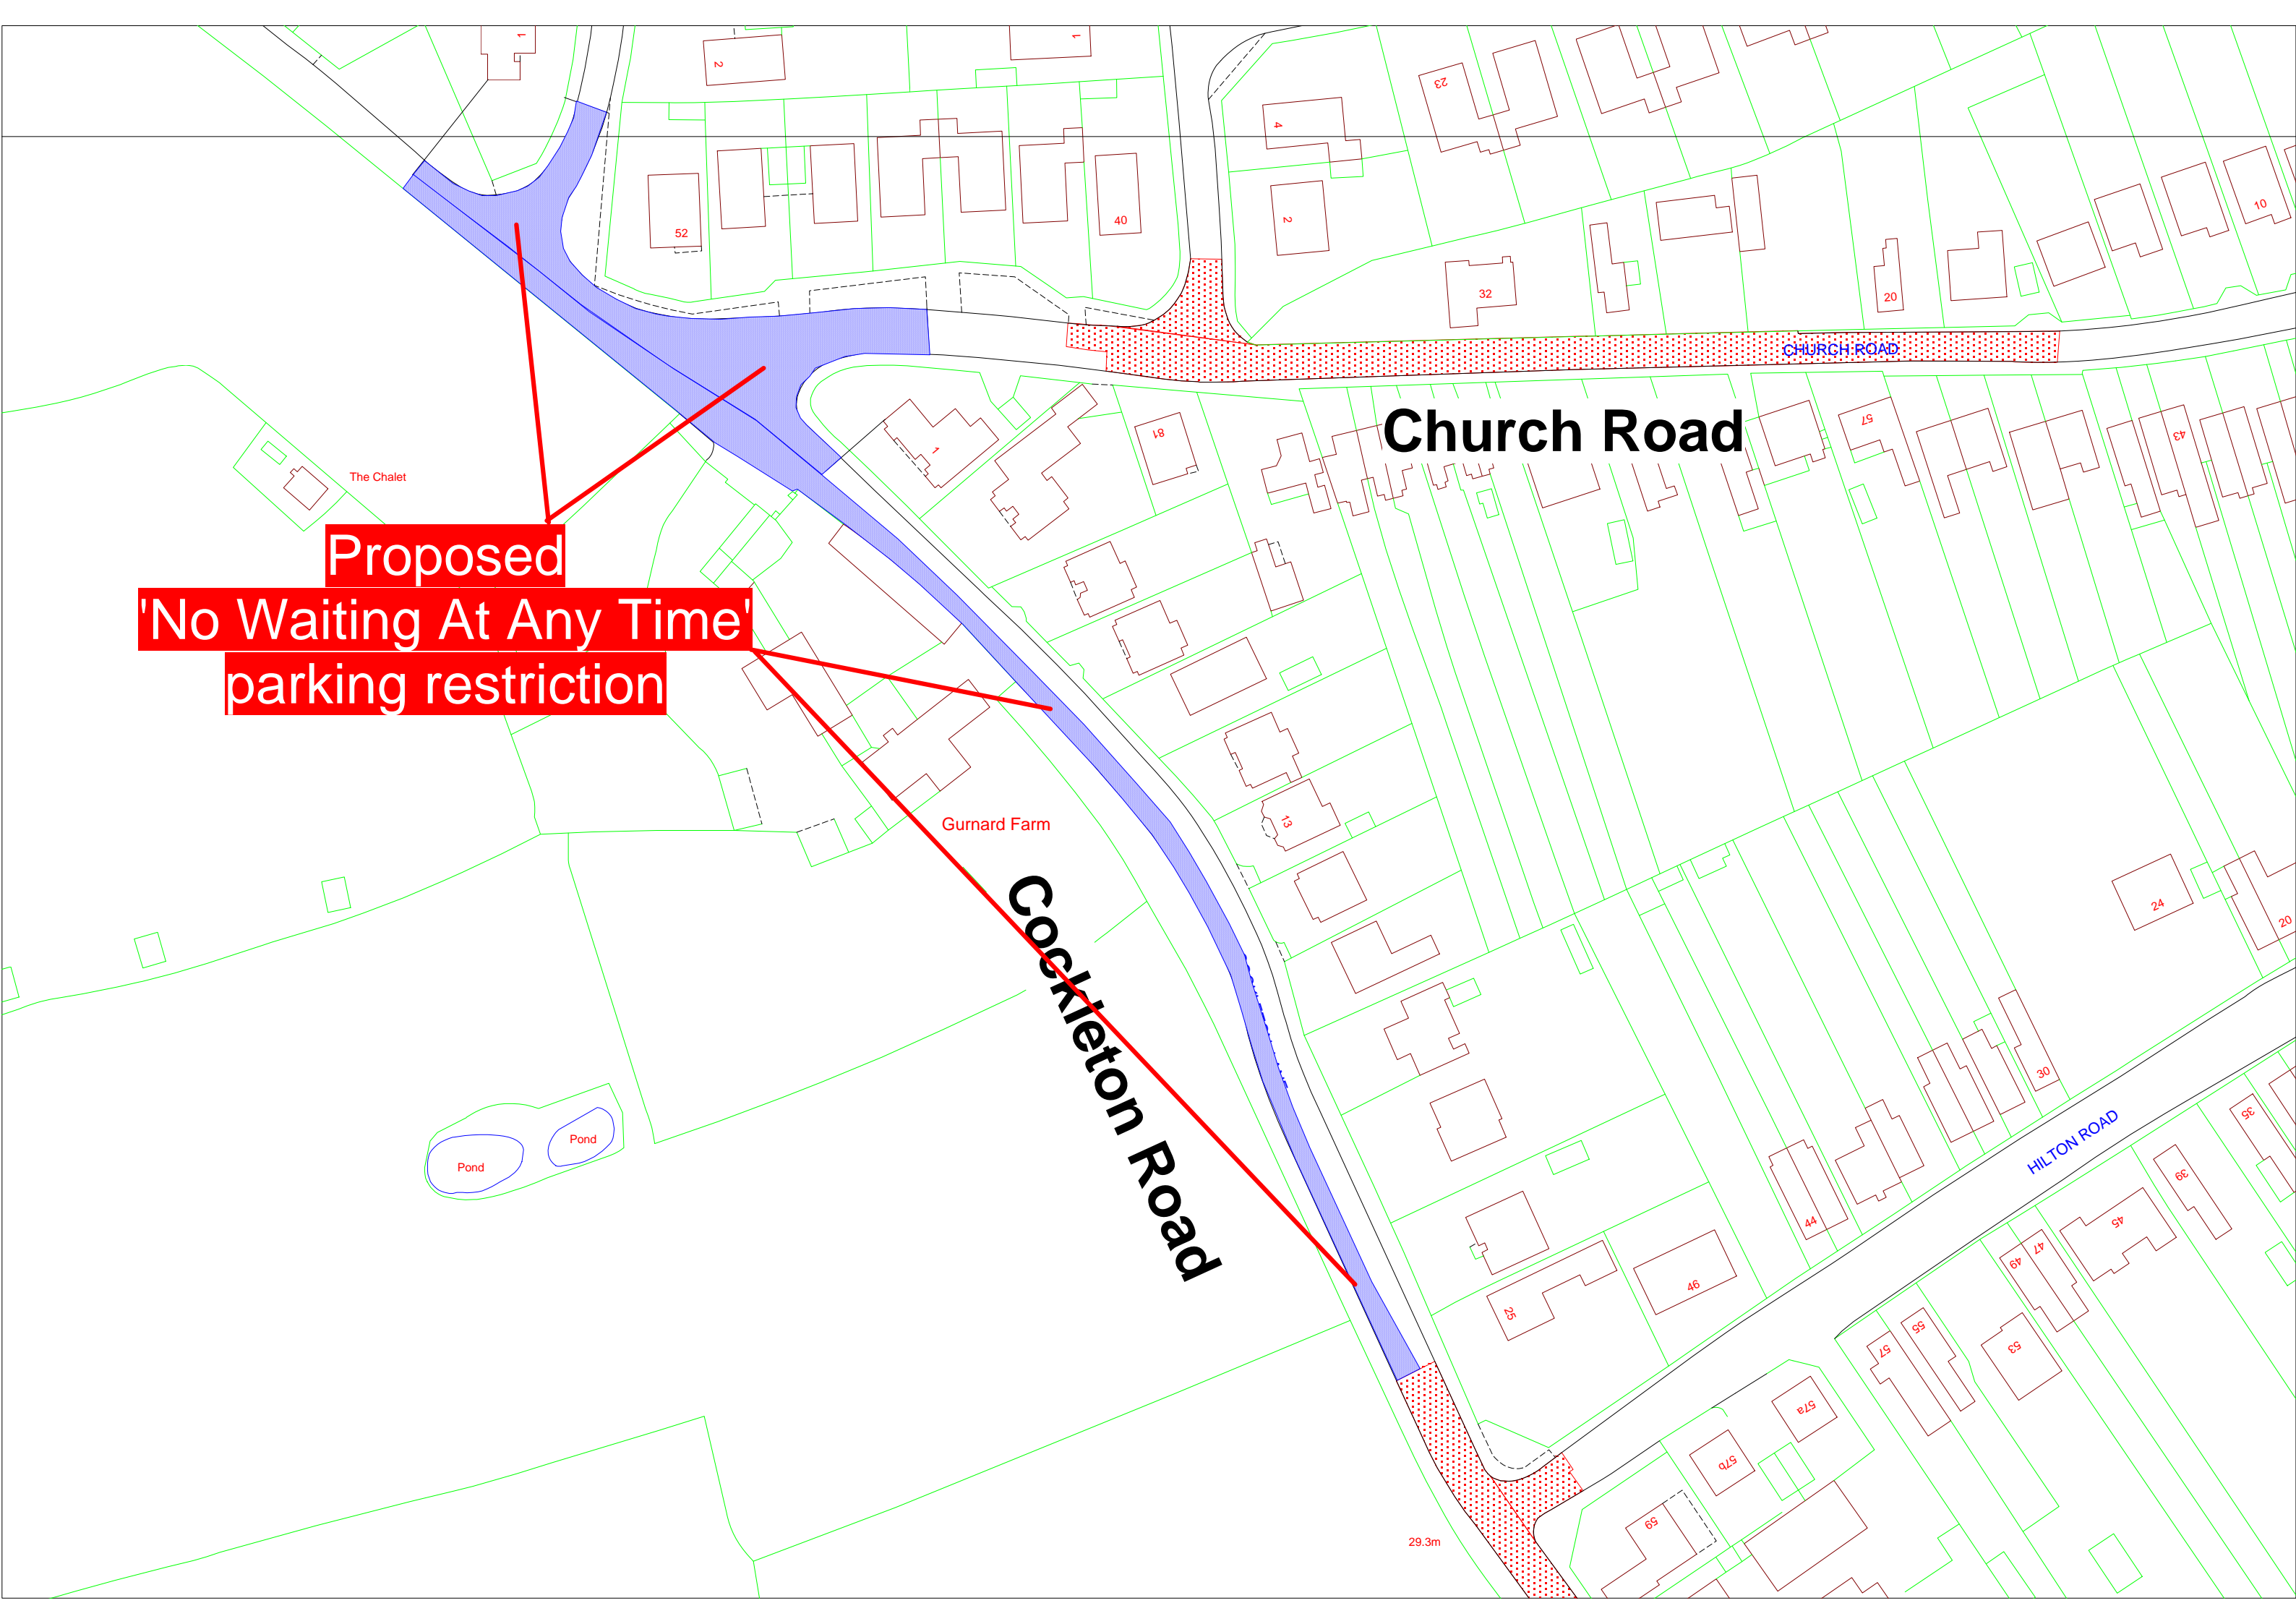 1
2
1
23
4
52
40
2
32
20
10
CHURCH ROAD
Church Road
81
57
43
1
The Chalet
Proposed
'No Waiting At Any Time'
parking restriction
Gurnard Farm
13
Cockleton Road
24
20
30
Pond
Pond
HILTON ROAD
35
39
45
47
49
44
46
25
53
55
57
57a
57b
59
29.3m